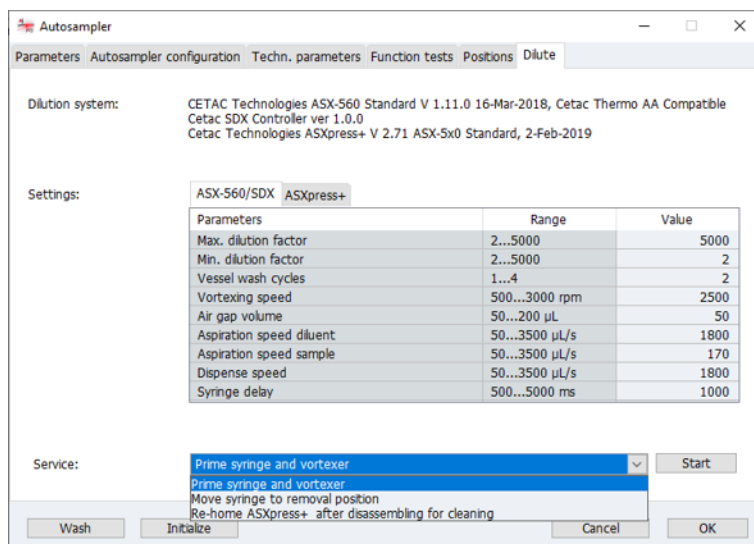 Autosampler
Parameters Autosampler configuration Techn. parameters Function tests Positions Dilute
Dilution system: CETAC Technologies ASX-560 Standard V 1.11.0 16-Mar-2018, Cetac Thermo AA Compatible
Cetac SDX Controller ver 1.0.0
Cetac Technologies ASXpress+ V 2.71 ASX-5x0 Standard, 2-Feb-2019
Settings: ASX-560/SDX ASXpress+
Parameters Range Value
Max. dilution factor 2...5000 5000
Min. dilution factor 2...5000 2
Vessel wash cycles 1...4 2
Vortexing speed 500...3000 rpm 2500
Air gap volume 50...200 µL 50
Aspiration speed diluent 50...3500 µL/s 1800
Aspiration speed sample 50...3500 µL/s 170
Dispense speed 50...3500 µL/s 1800
Syringe delay 500...5000 ms 1000
Service: Prime syringe and vortexer Start
Prime syringe and vortexer
Move syringe to removal position
Re-home ASXpress+ after disassembling for cleaning
Wash Initialize Cancel OK